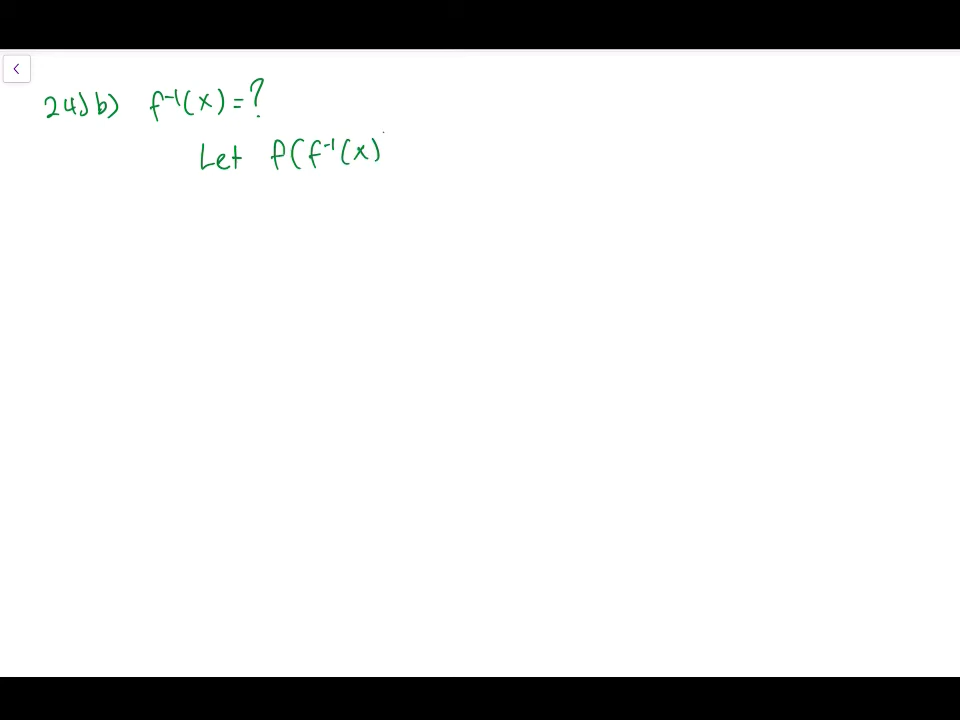 24) b) f⁻¹(x) = ?
Let f(f⁻¹(x)